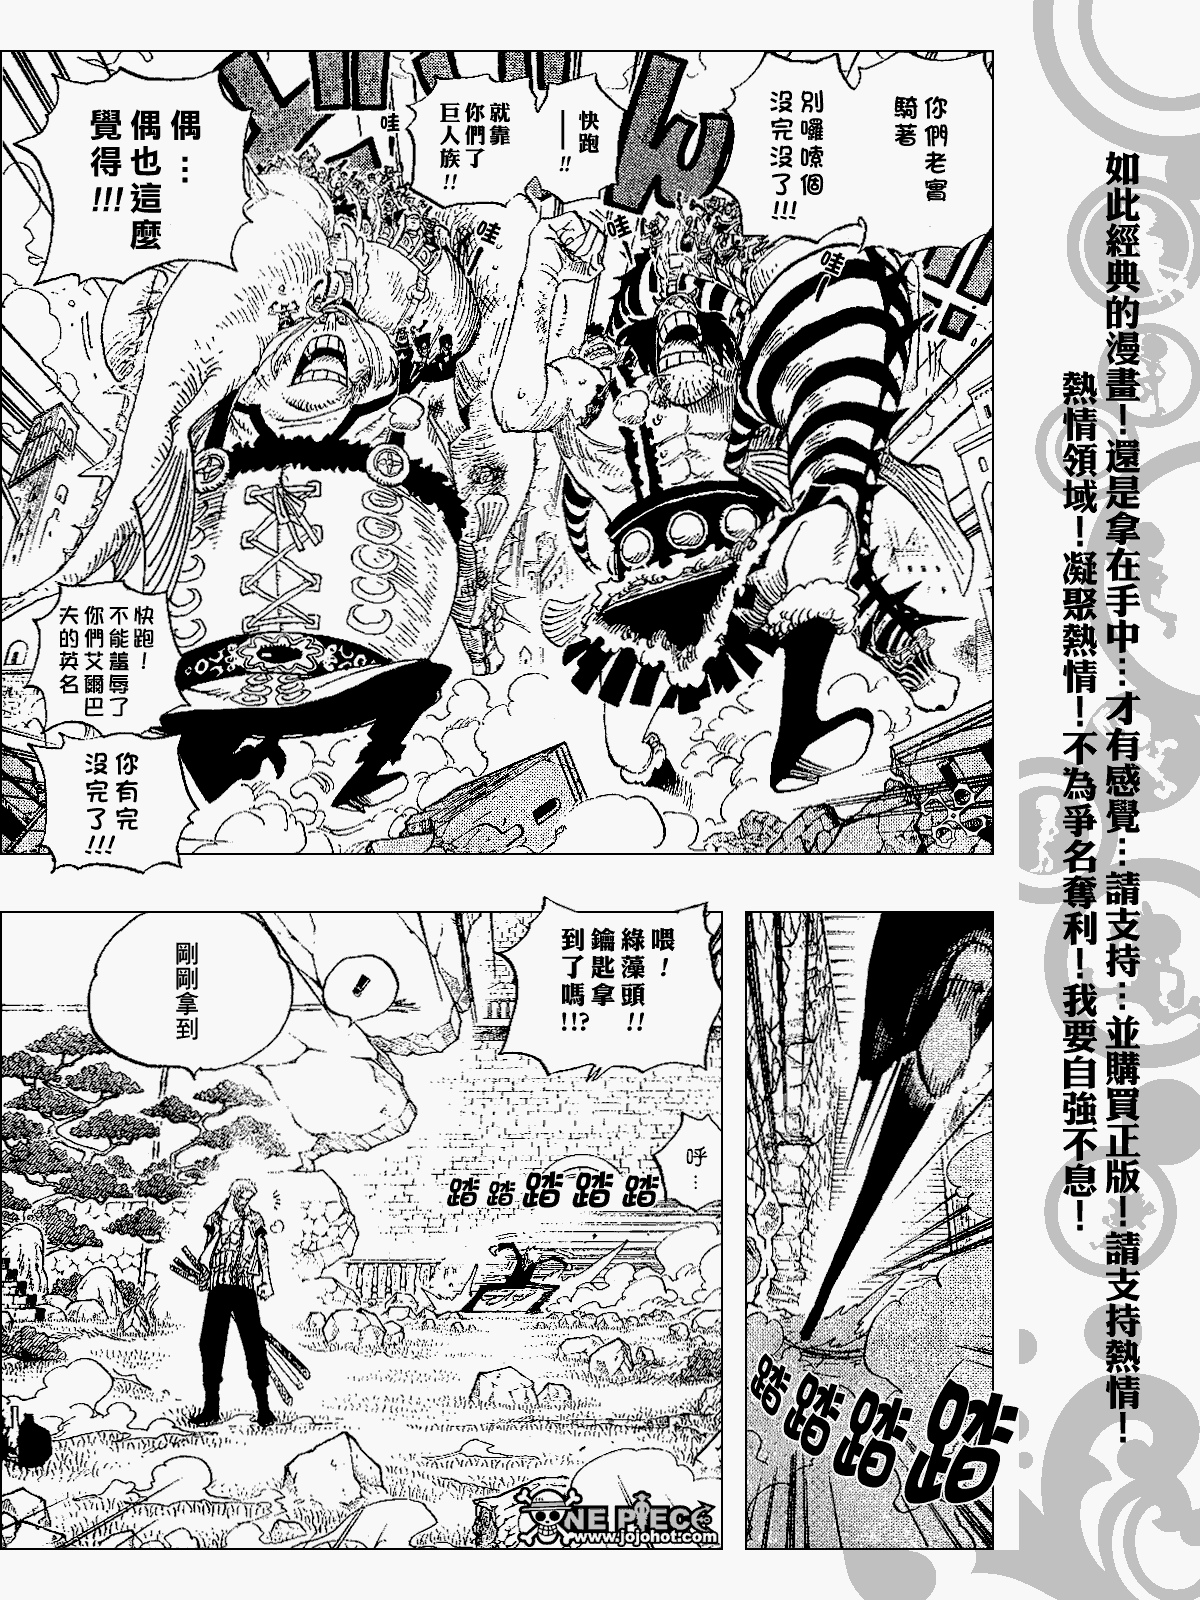 如此經典的漫畫！還是拿在手中…才有感覺…請支持…並購買正版！請支持熱情！
熱情領域！凝聚熱情！不為爭名奪利！我要自強不息！
你們老實
騎著
別囉嗦個
沒完沒了!!!
快跑
——!!
就靠
你們了
巨人族!!
哇！
哇！
哇！
哇！
偶…
偶也這麼
覺得!!!
快跑！
不能羞辱了
你們艾爾巴
夫的英名
你有完
沒完了!!!
踏踏踏踏
喂！
綠藻頭!!
鑰匙拿
到了嗎!!?
呼…
踏踏踏踏踏
!
剛剛拿到
ONE PIECE
www.jojohot.com